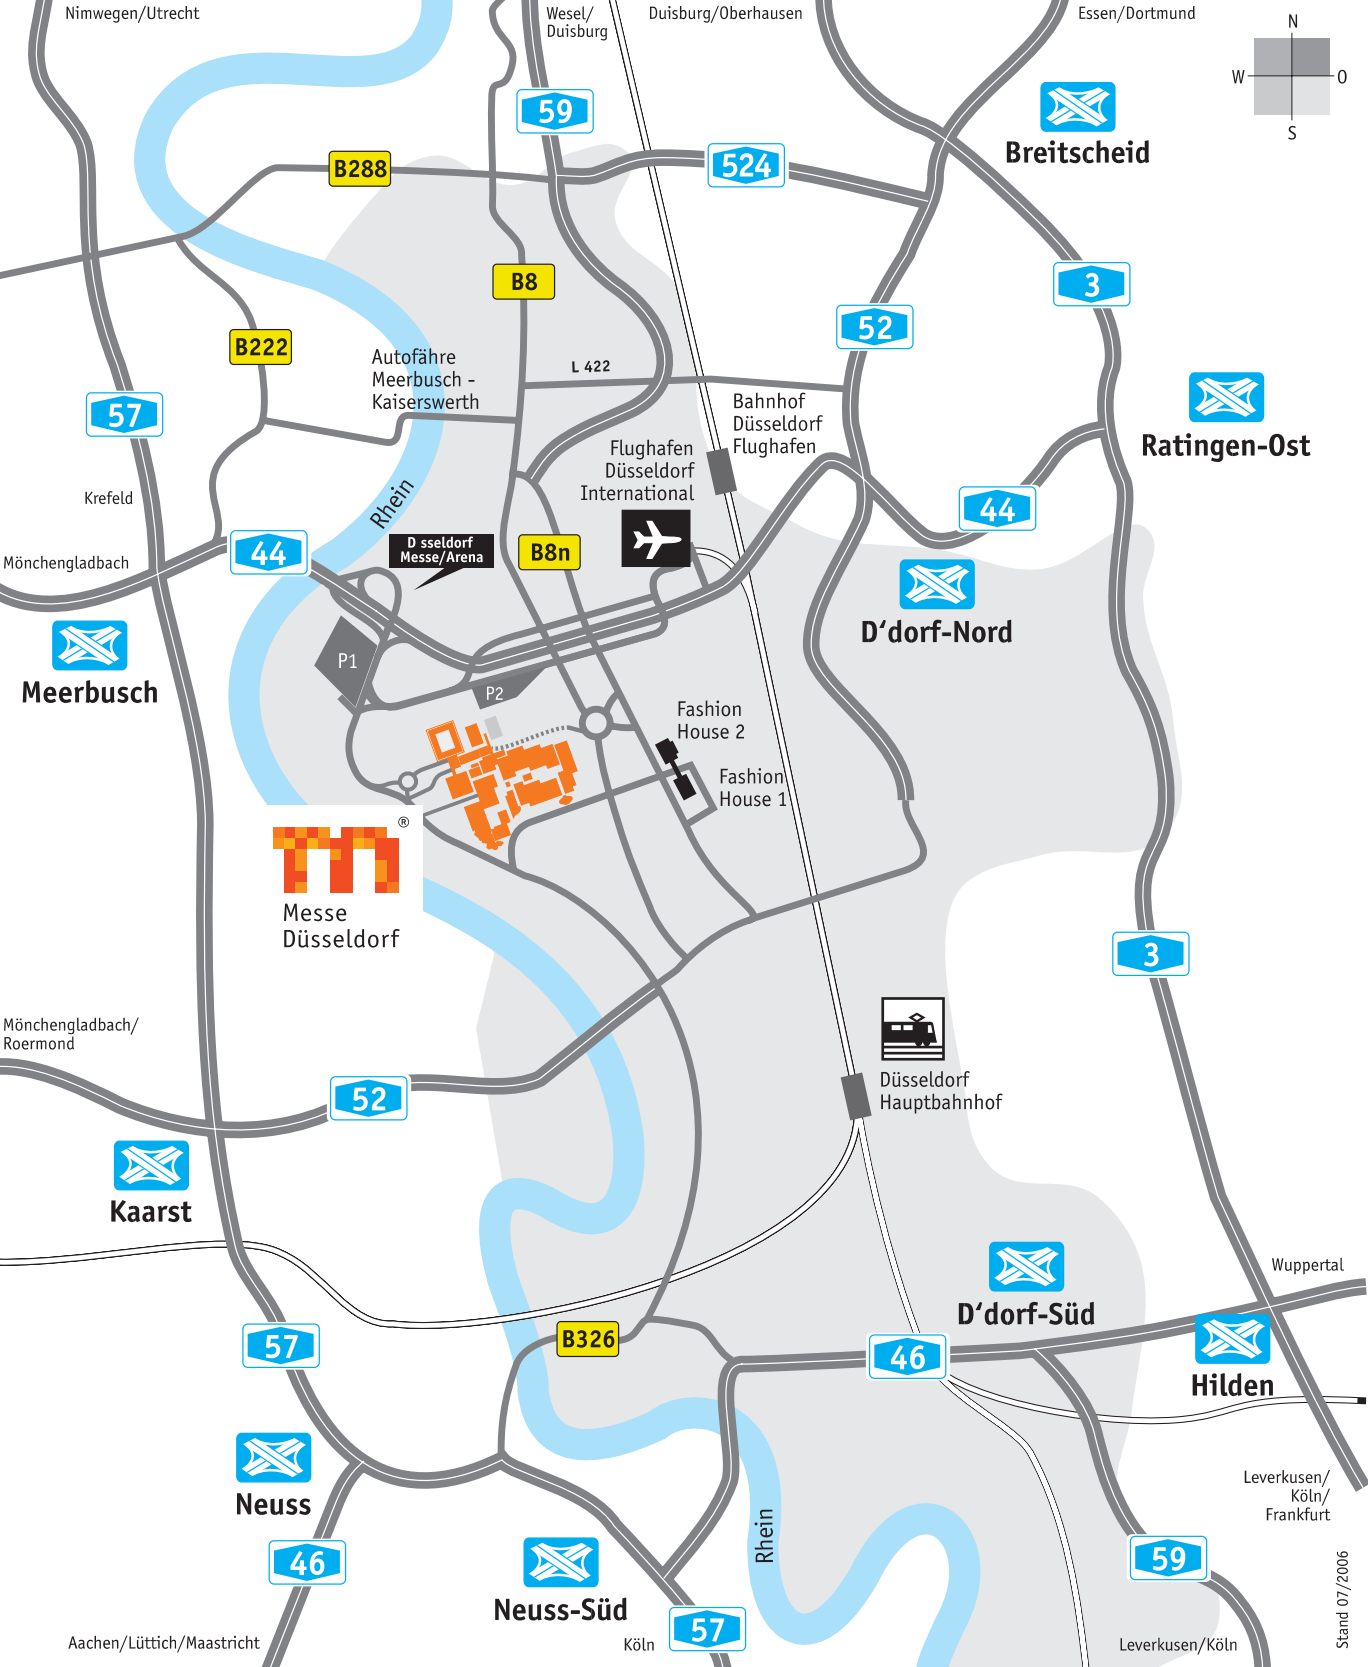 Nimwegen/Utrecht
Wesel/
Duisburg
Duisburg/Oberhausen
Essen/Dortmund
N
W
O
S
59
Breitscheid
B288
524
B8
3
52
B222
Autofähre
Meerbusch -
Kaiserswerth
L 422
57
Bahnhof
Düsseldorf
Flughafen
Ratingen-Ost
Flughafen
Düsseldorf
International
Krefeld
Rhein
44
D sseldorf
Messe/Arena
B8n
44
Mönchengladbach
D‘dorf-Nord
P1
Meerbusch
P2
Fashion
House 2
Fashion
House 1
®
Messe
Düsseldorf
3
Mönchengladbach/
Roermond
52
Düsseldorf
Hauptbahnhof
Kaarst
Wuppertal
D‘dorf-Süd
57
B326
46
Hilden
Leverkusen/
Köln/
Frankfurt
Neuss
Rhein
46
59
Neuss-Süd
57
Stand 07/2006
Aachen/Lüttich/Maastricht
Köln
Leverkusen/Köln